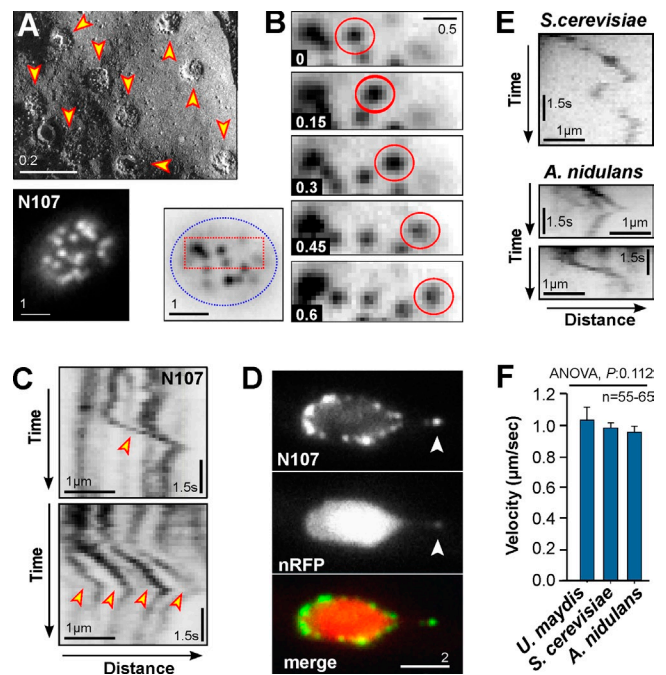 A
0.2
N107
1
1
B
0.5
0
0.15
0.3
0.45
0.6
E
S.cerevisiae
Time
1.5s
1µm
A. nidulans
Time
1.5s
1µm
1.5s
1µm
Distance
C
N107
Time
1µm
1.5s
Time
1µm
1.5s
Distance
D
N107
nRFP
merge
2
F
ANOVA, P:0.112
n=55-65
Velocity (µm/sec)
1.2
1.0
0.8
0.6
0.4
0.2
0.0
U. maydis
S. cerevisiae
A. nidulans